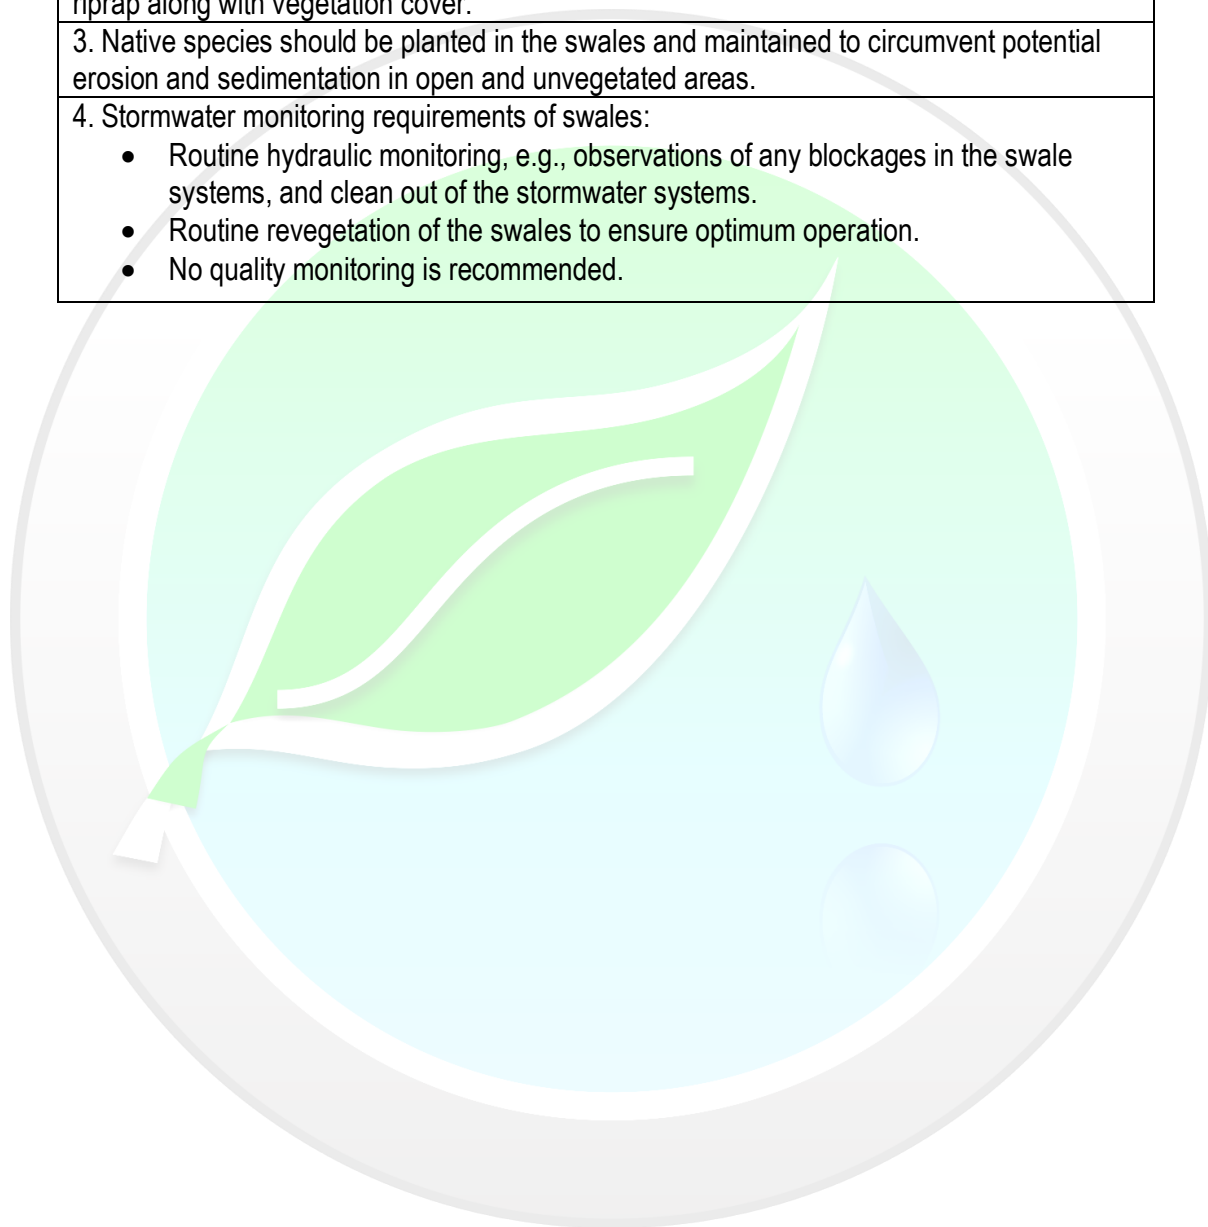 riprap along with vegetation cover.
3. Native species should be planted in the swales and maintained to circumvent potential
erosion and sedimentation in open and unvegetated areas.
4. Stormwater monitoring requirements of swales:
• Routine hydraulic monitoring, e.g., observations of any blockages in the swale
systems, and clean out of the stormwater systems.
• Routine revegetation of the swales to ensure optimum operation.
• No quality monitoring is recommended.